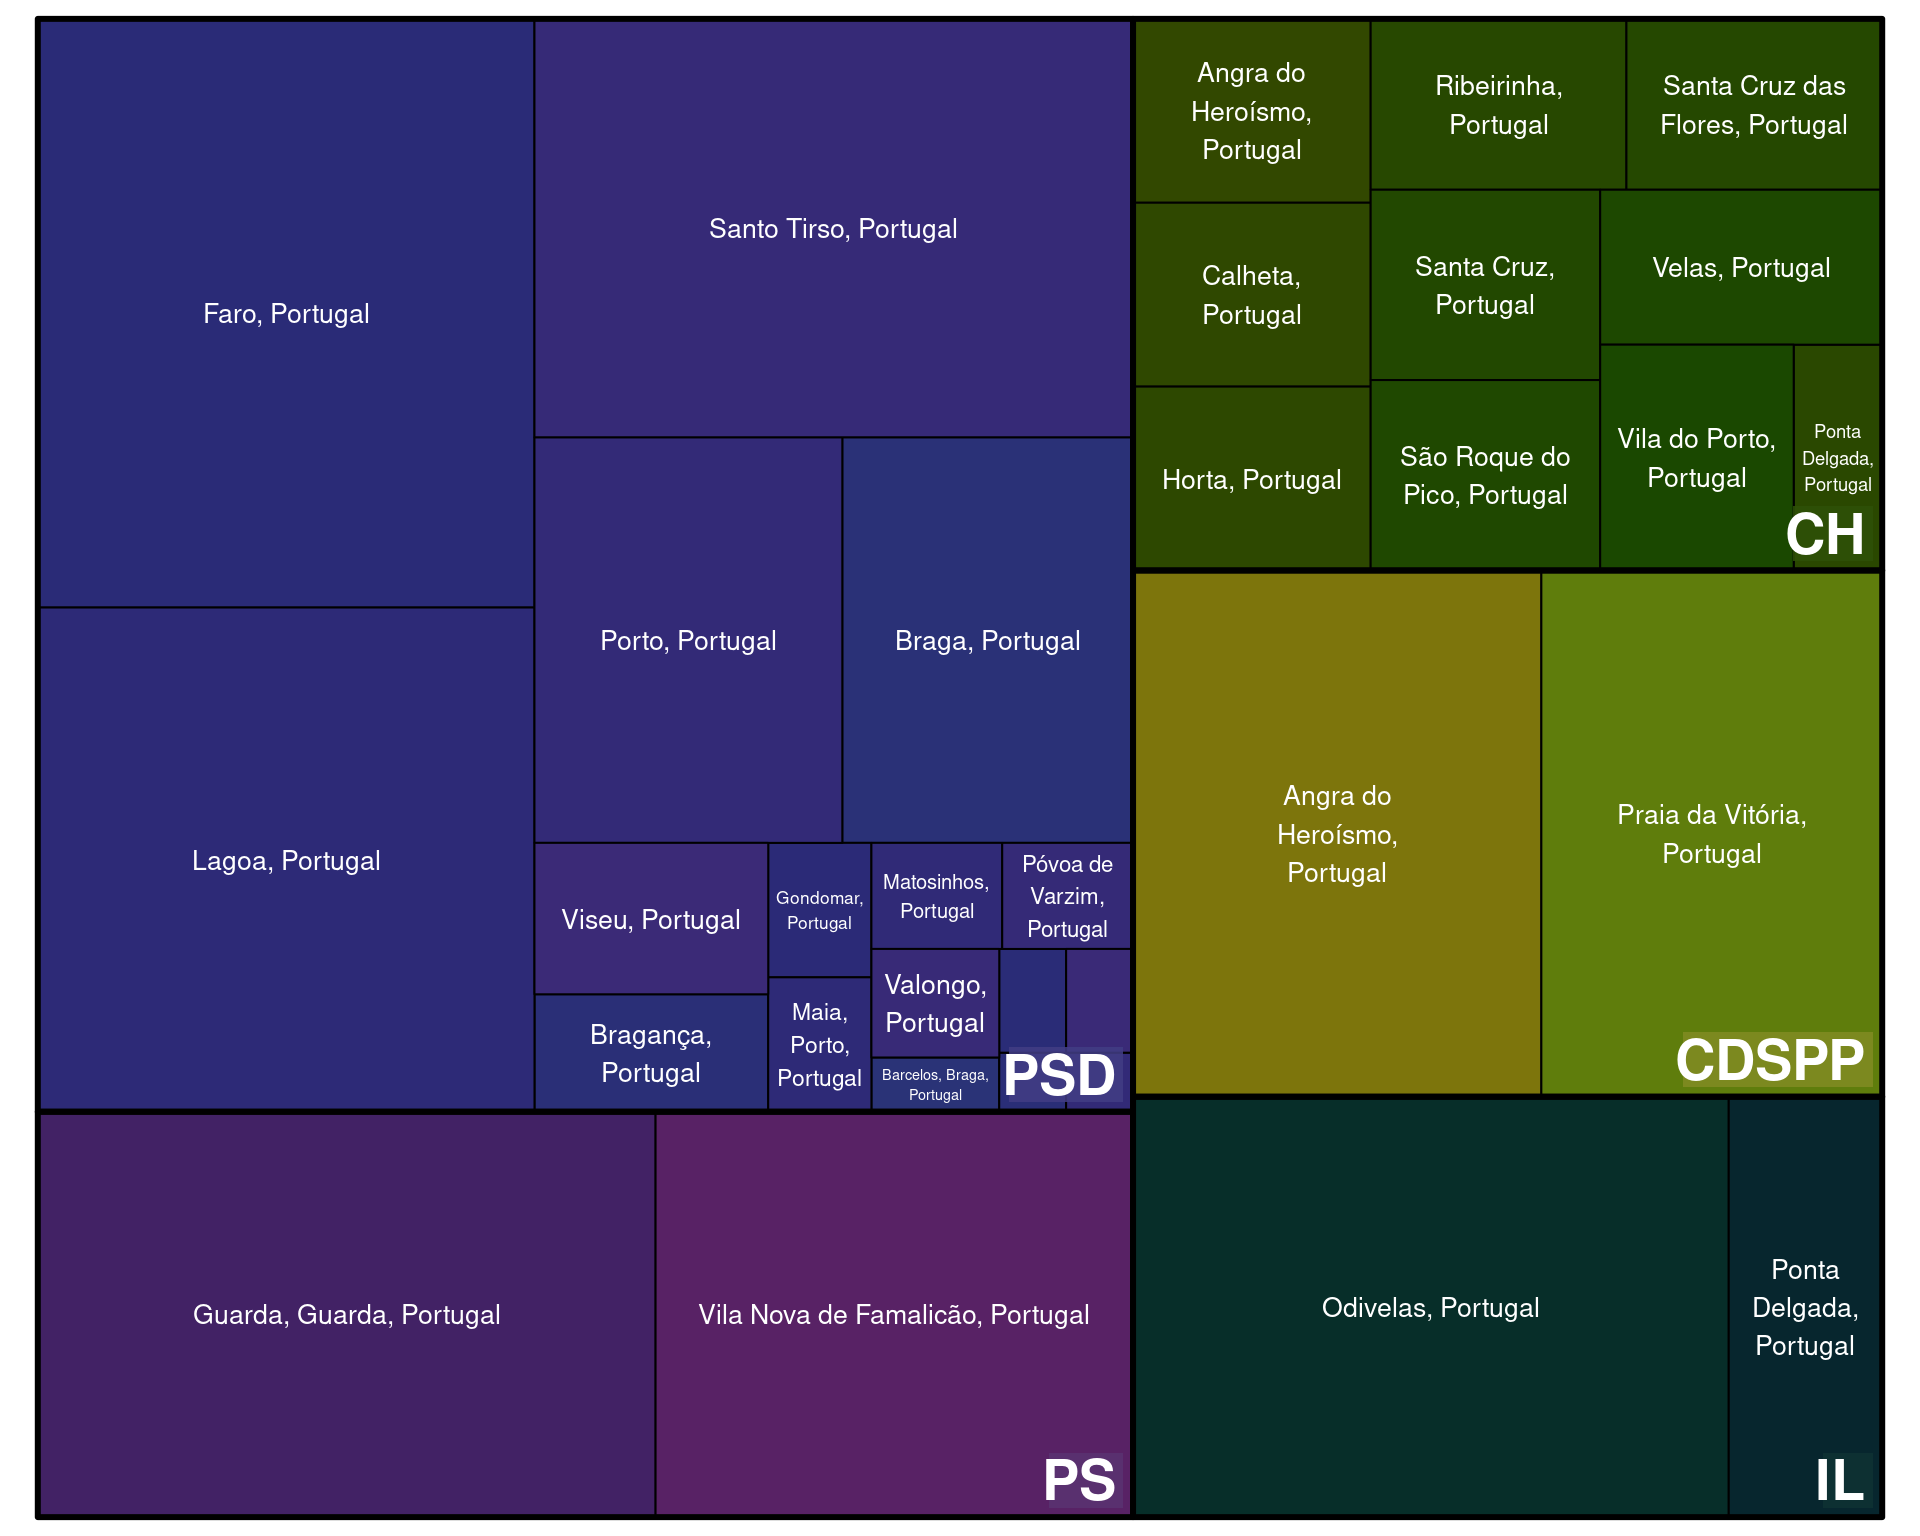 Faro, Portugal
Lagoa, Portugal
Santo Tirso, Portugal
Porto, Portugal
Braga, Portugal
Viseu, Portugal
Bragança,
Portugal
Gondomar,
Portugal
Maia,
Porto,
Portugal
Matosinhos,
Portugal
Póvoa de
Varzim,
Portugal
Valongo,
Portugal
Barcelos, Braga,
Portugal
PSD
Guarda, Guarda, Portugal
Vila Nova de Famalicão, Portugal
PS
Angra do
Heroísmo,
Portugal
Calheta,
Portugal
Horta, Portugal
Ribeirinha,
Portugal
Santa Cruz das
Flores, Portugal
Santa Cruz,
Portugal
Velas, Portugal
São Roque do
Pico, Portugal
Vila do Porto,
Portugal
Ponta
Delgada,
Portugal
CH
Angra do
Heroísmo,
Portugal
Praia da Vitória,
Portugal
CDSPP
Odivelas, Portugal
Ponta
Delgada,
Portugal
IL